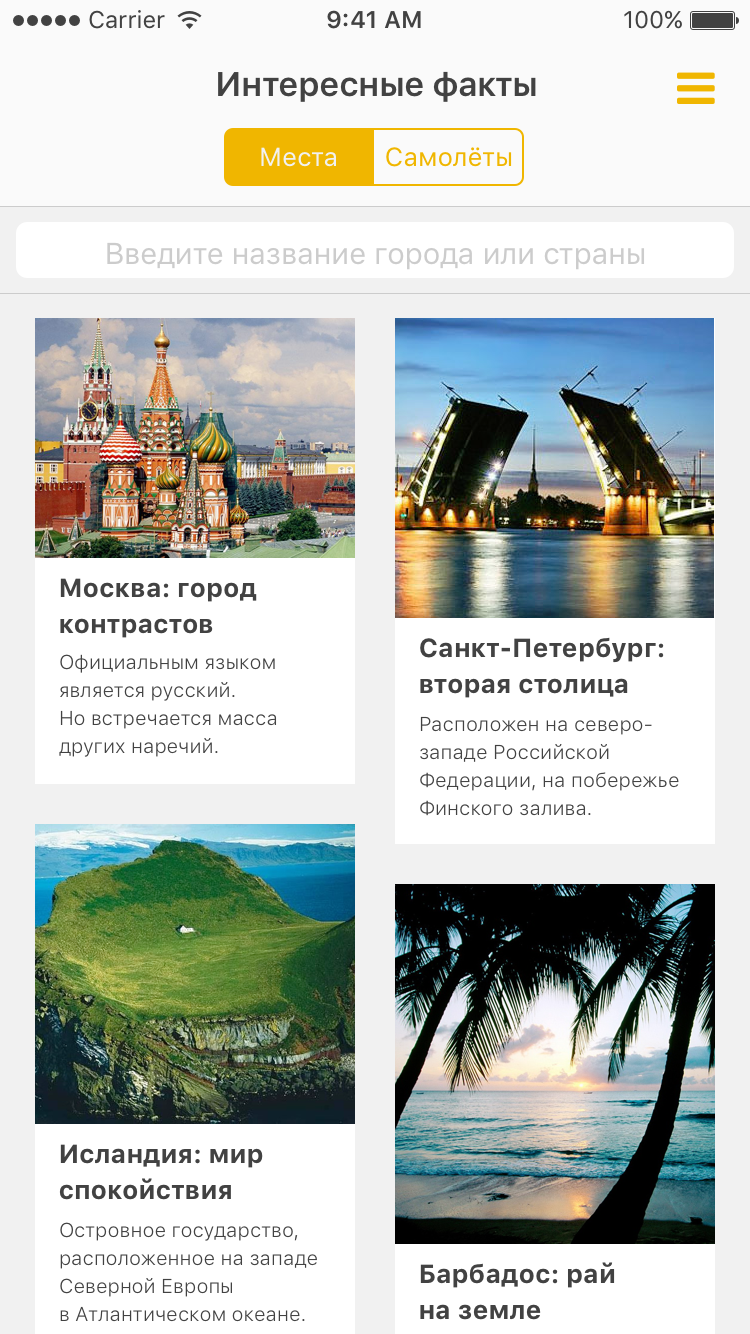 Carrier 9:41 AM 100%
Интересные факты
Места Самолёты
Введите название города или страны
Москва: город
контрастов
Официальным языком
является русский.
Но встречается масса
других наречий.
Санкт-Петербург:
вторая столица
Расположен на северо-
западе Российской
Федерации, на побережье
Финского залива.
Исландия: мир
спокойствия
Островное государство,
расположенное на западе
Северной Европы
в Атлантическом океане.
Барбадос: рай
на земле